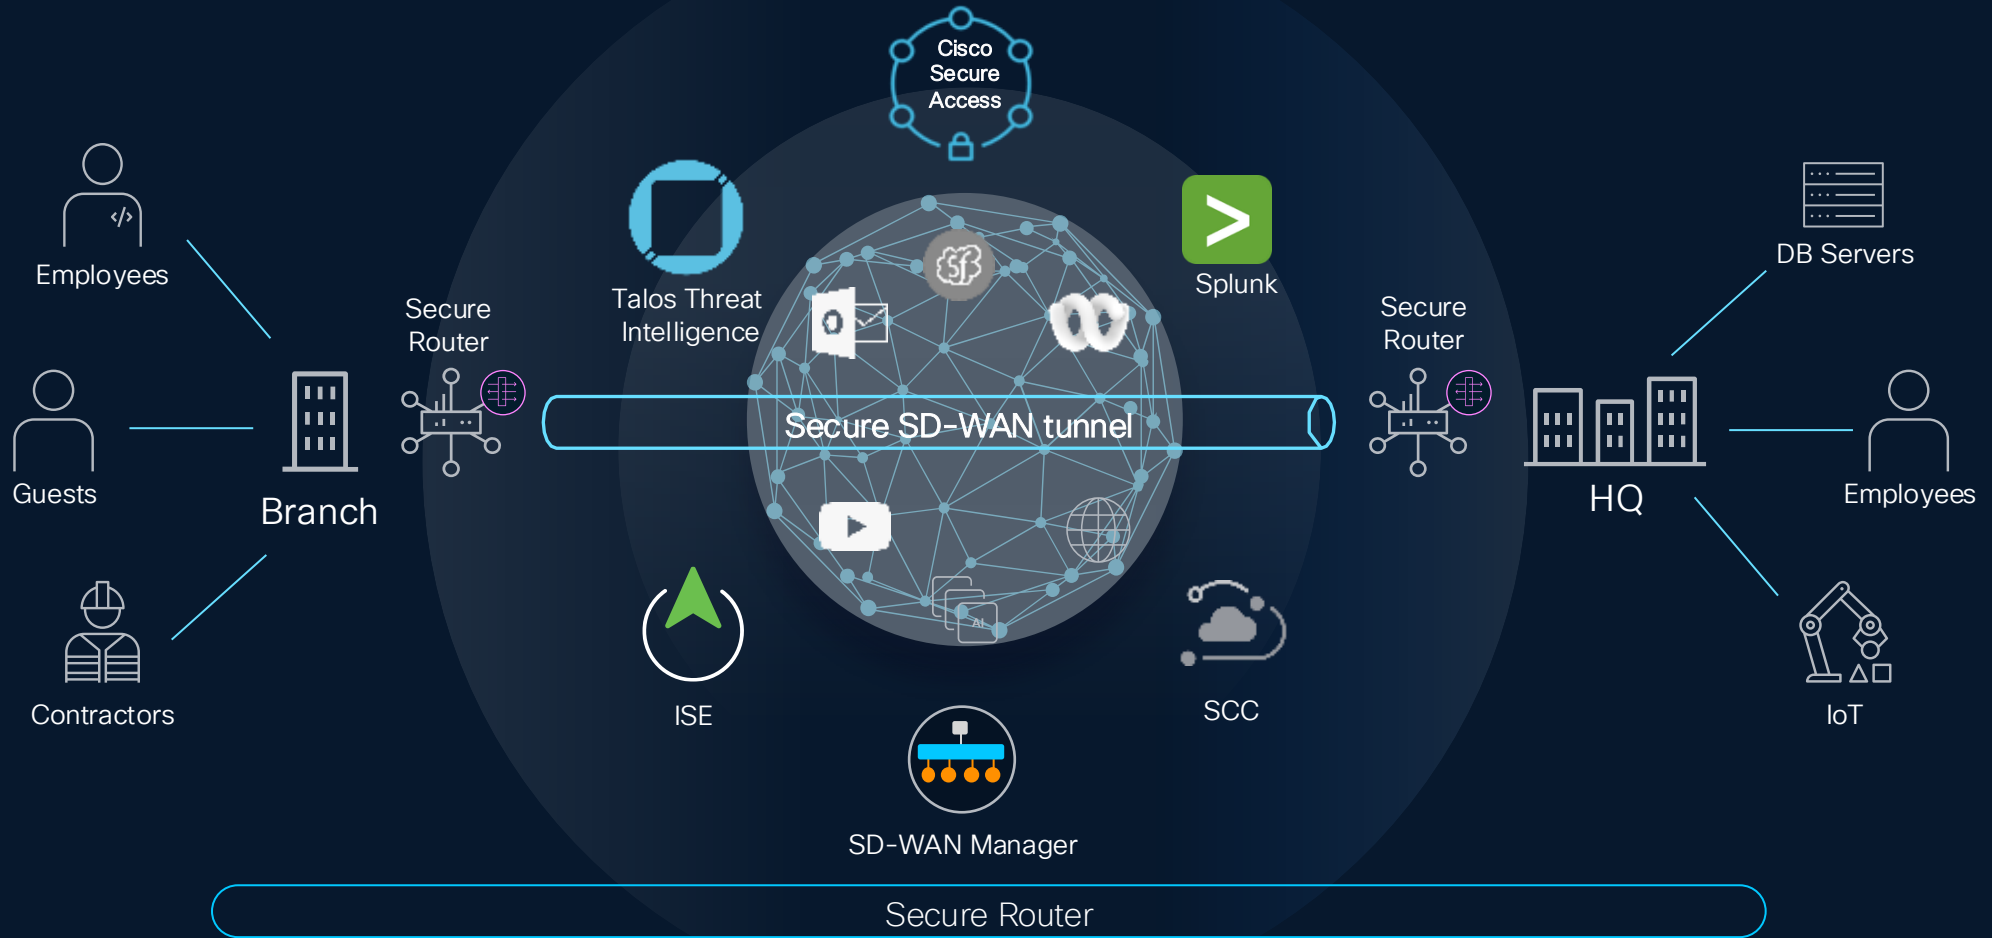 Cisco
Secure
Access
Employees
Guests
Contractors
Branch
Secure
Router
Talos Threat
Intelligence
Splunk
Secure SD-WAN tunnel
ISE
SCC
AI
SD-WAN Manager
Secure
Router
HQ
DB Servers
Employees
IoT
Secure Router